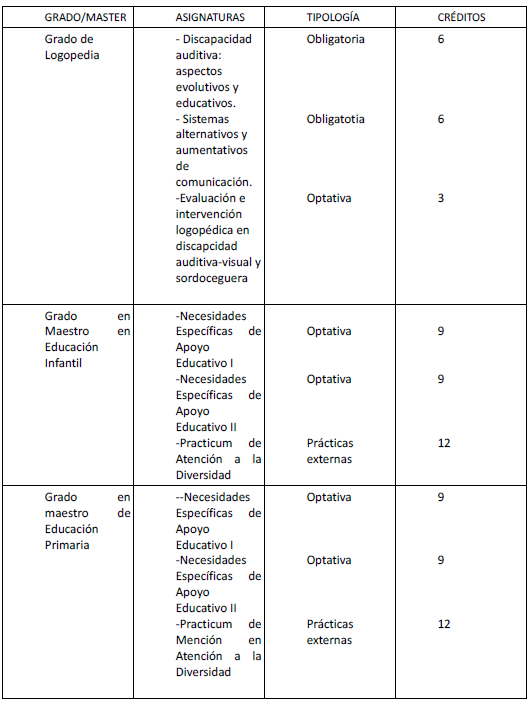 GRADO/MASTER ASIGNATURAS TIPOLOGÍA CRÉDITOS
Grado de - Discapacidad Obligatoria 6
Logopedia auditiva:
aspectos
evolutivos y
educativos.
- Sistemas Obligatotia 6
alternativos y
aumentativos
de
comunicación.
-Evaluación e Optativa 3
intervención
logopédica en
discapcidad
auditiva-visual y
sordoceguera
Grado en -Necesidades
Maestro en Específicas de Optativa 9
Educación Apoyo
Infantil Educativo I
-Necesidades Optativa 9
Específicas de
Apoyo
Educativo II
-Practicum de Prácticas 12
Atención a la externas
Diversidad
Grado en --Necesidades Optativa 9
maestro de Específicas de
Educación Apoyo
Primaria Educativo I
-Necesidades Optativa 9
Específicas de
Apoyo
Educativo II
-Practicum de Prácticas 12
Mención en externas
Atención a la
Diversidad